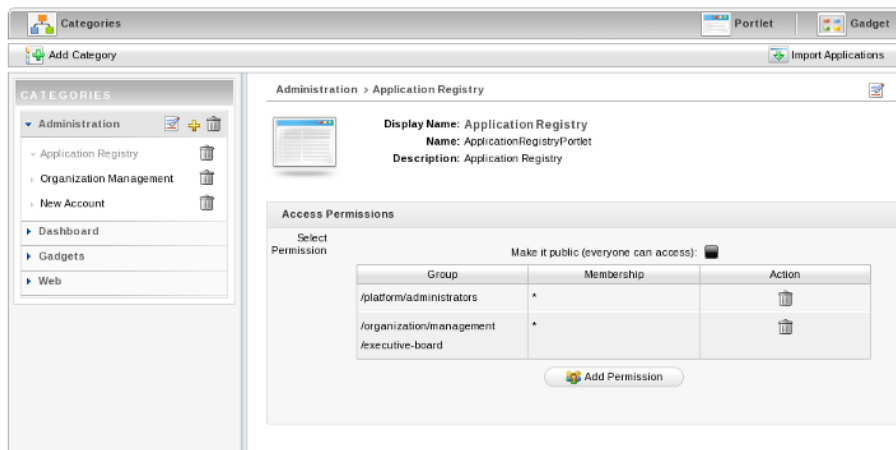 Categories
Portlet
Gadget
Add Category
Import Applications
CATEGORIES
Administration
Application Registry
Organization Management
New Account
Dashboard
Gadgets
Web
Administration > Application Registry
Display Name: Application Registry
Name: ApplicationRegistryPortlet
Description: Application Registry
Access Permissions
Select
Permission
Make it public (everyone can access):
Group Membership Action
/platform/administrators *
/organization/management *
/executive-board
Add Permission